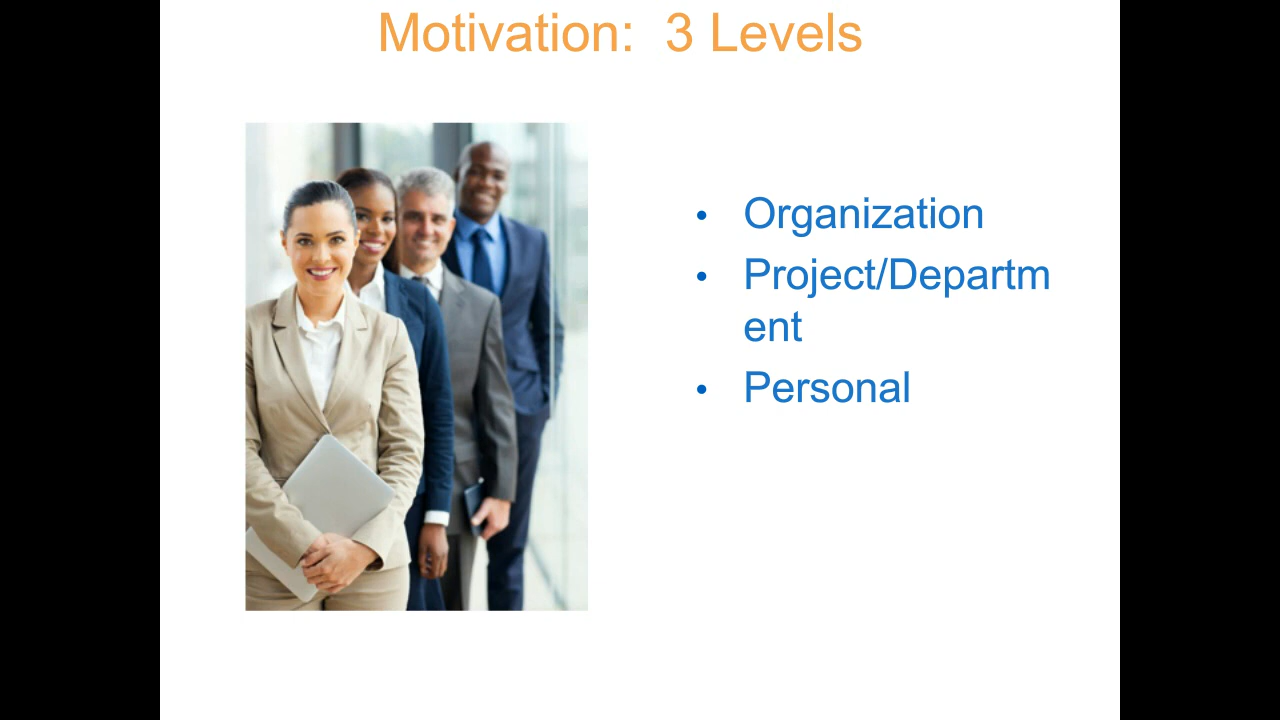 Motivation:  3 Levels
• Organization
• Project/Departm
ent
• Personal